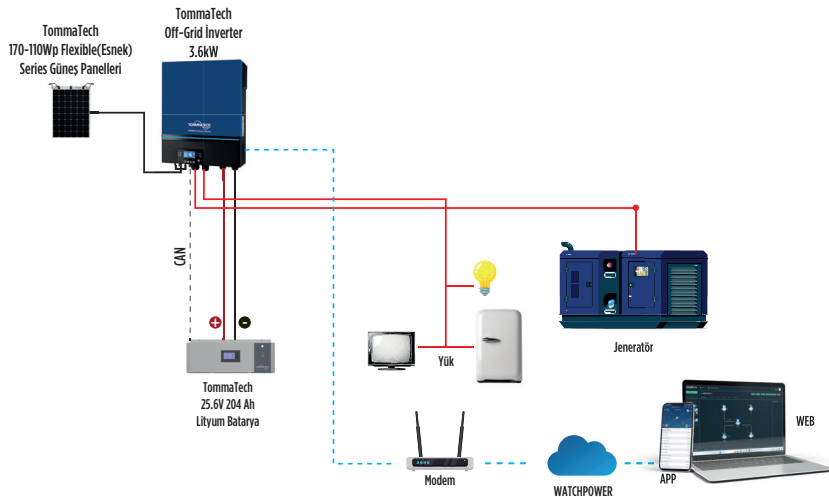 TommaTech
170-110Wp Flexible(Esnek)
Series Güneş Panelleri
TommaTech
Off-Grid İnverter
3.6kW
TOMMATECH
CAN
+
-
TommaTech
25.6V 204 Ah
Lityum Batarya
Yük
Jeneratör
Modem
WATCHPOWER
APP
WEB